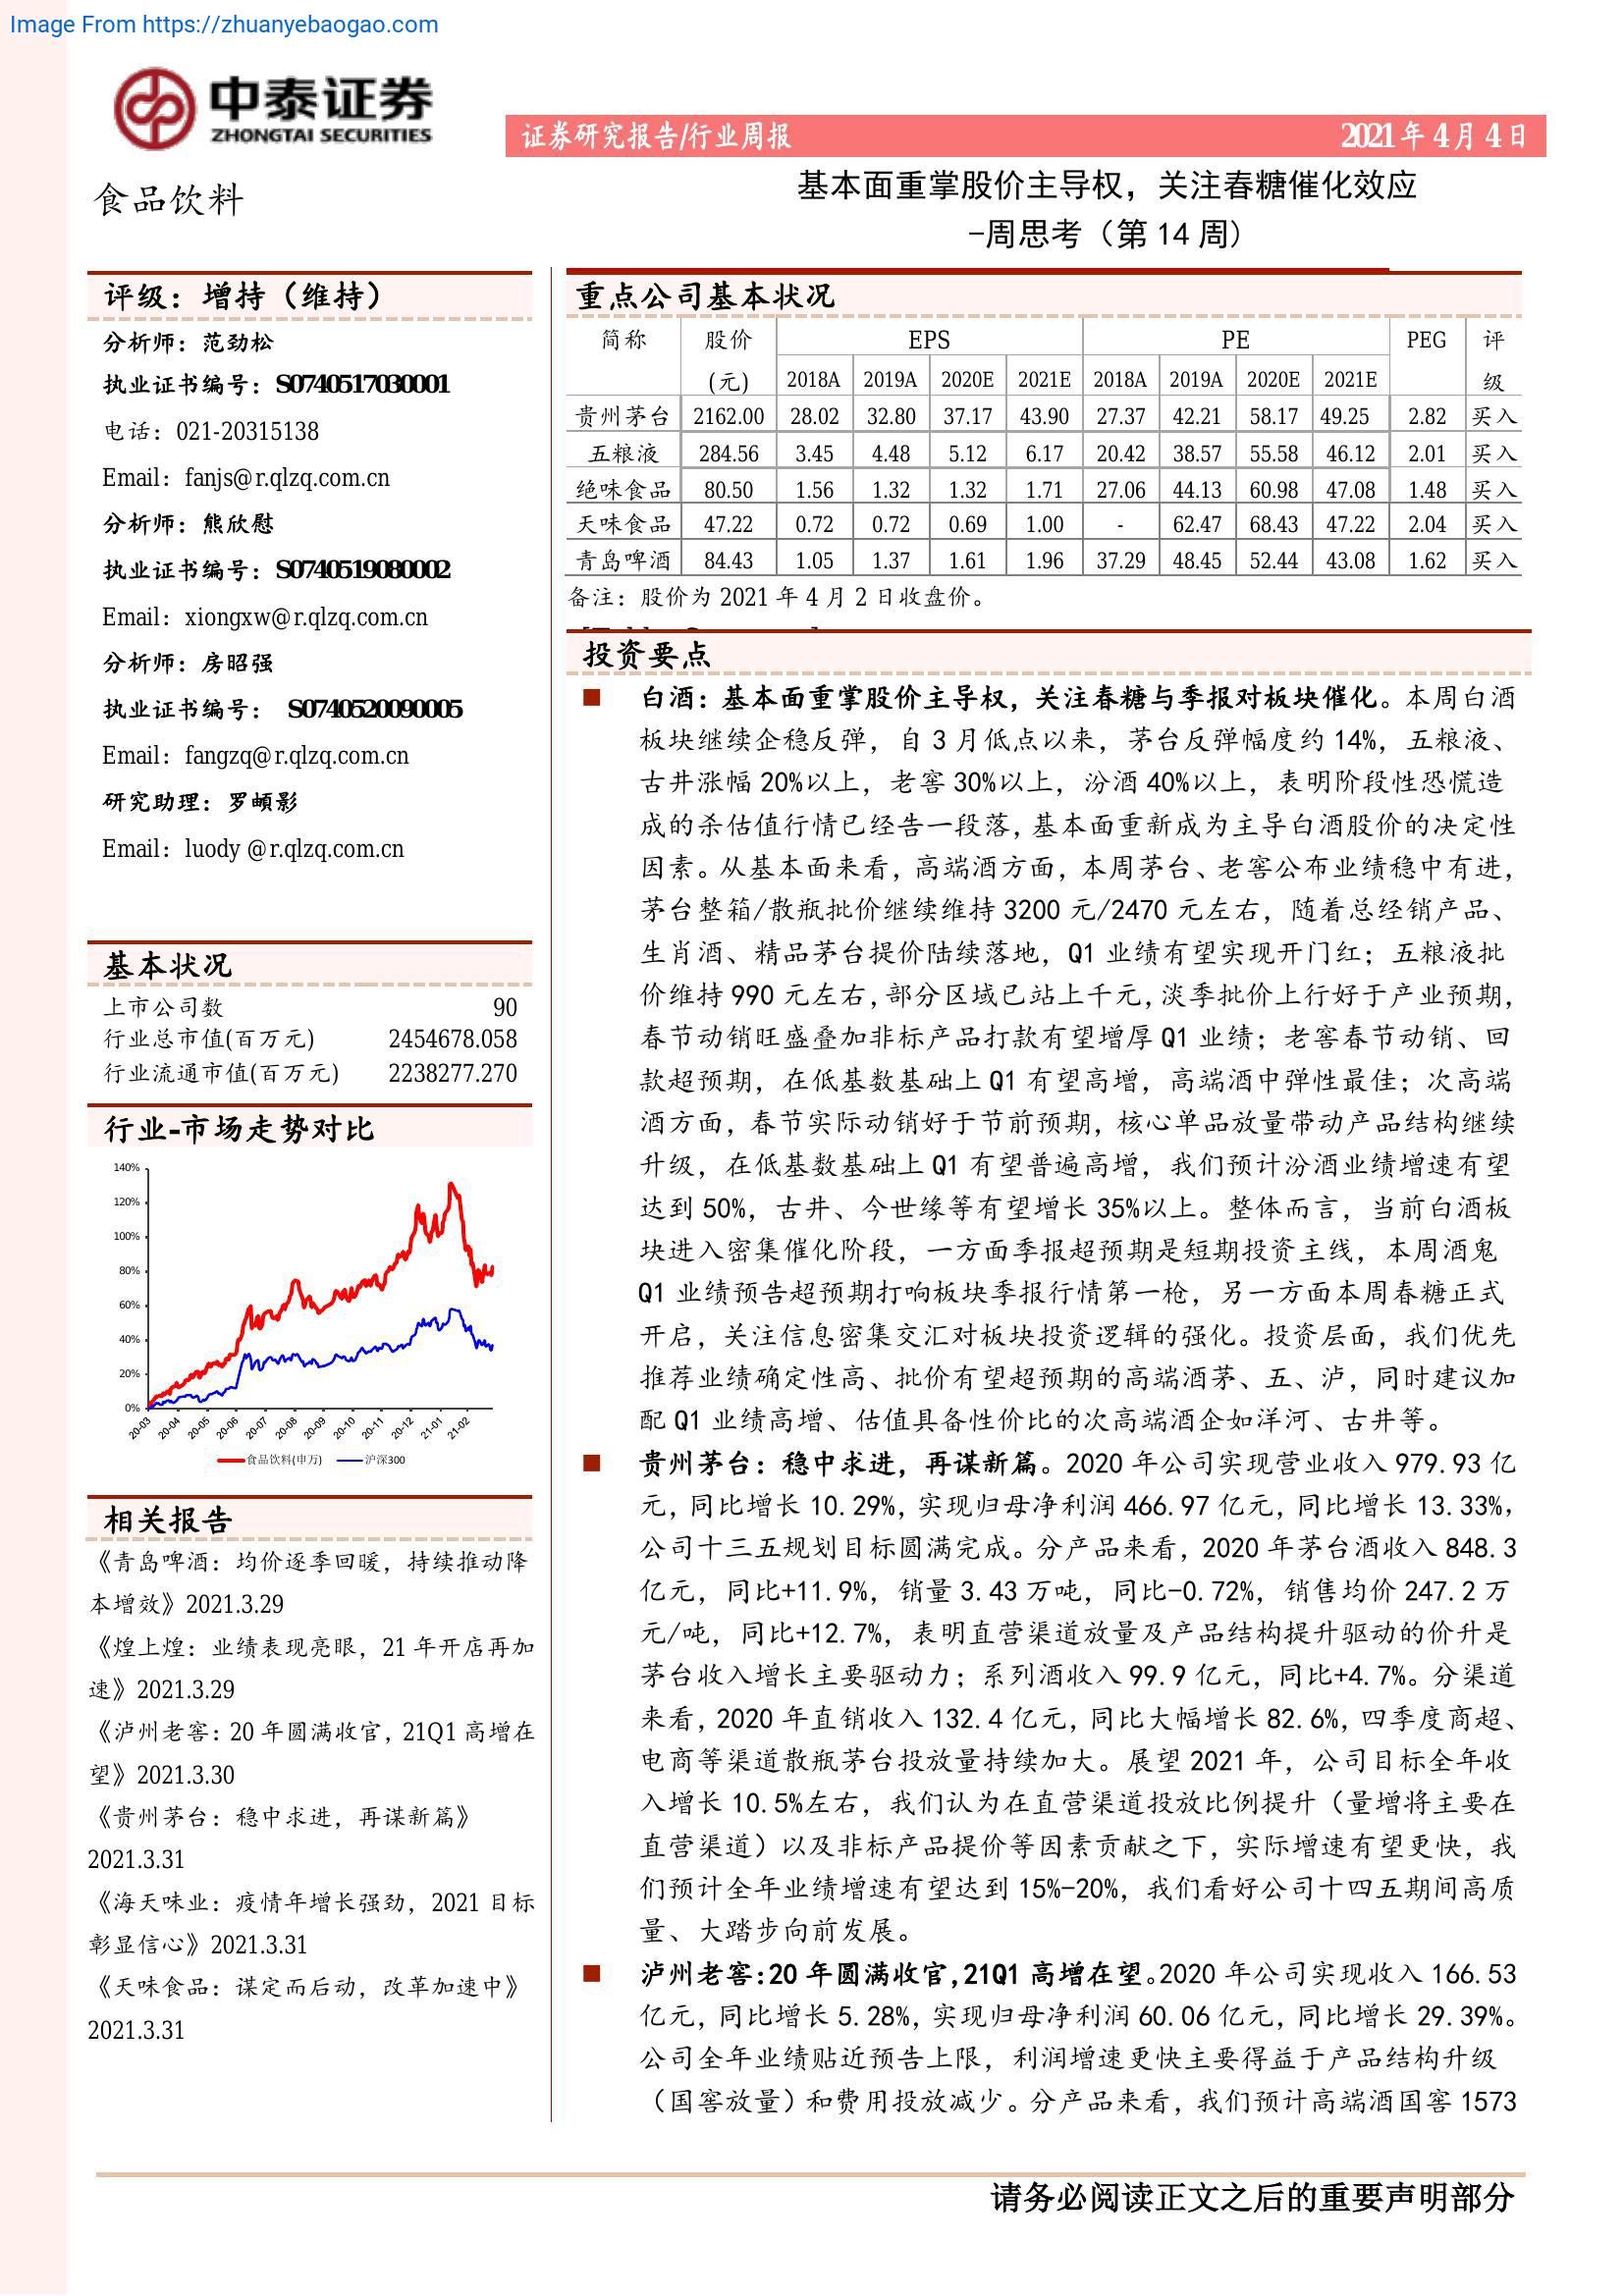 Image From https://zhuanyebaogao.com
中泰证券
ZHONGTAI SECURITIES
证券研究报告/行业周报 2021年4月4日
食品饮料
基本面重掌股价主导权，关注春糖催化效应
-周思考（第14周）
评级：增持（维持）
分析师：范劲松
执业证书编号：S0740517030001
电话：021-20315138
Email：fanjs@r.qlzq.com.cn
分析师：熊欣慰
执业证书编号：S0740519080002
Email：xiongxw@r.qlzq.com.cn
分析师：房昭强
执业证书编号： S0740520090005
Email：fangzq@r.qlzq.com.cn
研究助理：罗頔影
Email：luody @r.qlzq.com.cn
基本状况
上市公司数 90
行业总市值(百万元) 2454678.058
行业流通市值(百万元) 2238277.270
行业-市场走势对比
140%
120%
100%
80%
60%
40%
20%
0%
20-03 20-04 20-05 20-06 20-07 20-08 20-09 20-10 20-11 20-12 21-01 21-02
食品饮料(申万) 沪深300
相关报告
《青岛啤酒：均价逐季回暖，持续推动降
本增效》2021.3.29
《煌上煌：业绩表现亮眼，21年开店再加
速》2021.3.29
《泸州老窖：20年圆满收官，21Q1高增在
望》2021.3.30
《贵州茅台：稳中求进，再谋新篇》
2021.3.31
《海天味业：疫情年增长强劲，2021目标
彰显信心》2021.3.31
《天味食品：谋定而后动，改革加速中》
2021.3.31
重点公司基本状况
简称 股价 EPS PE PEG 评
(元) 2018A 2019A 2020E 2021E 2018A 2019A 2020E 2021E 级
贵州茅台 2162.00 28.02 32.80 37.17 43.90 27.37 42.21 58.17 49.25 2.82 买入
五粮液 284.56 3.45 4.48 5.12 6.17 20.42 38.57 55.58 46.12 2.01 买入
绝味食品 80.50 1.56 1.32 1.32 1.71 27.06 44.13 60.98 47.08 1.48 买入
天味食品 47.22 0.72 0.72 0.69 1.00 - 62.47 68.43 47.22 2.04 买入
青岛啤酒 84.43 1.05 1.37 1.61 1.96 37.29 48.45 52.44 43.08 1.62 买入
备注：股价为2021年4月2日收盘价。
投资要点
■ 白酒：基本面重掌股价主导权，关注春糖与季报对板块催化。本周白酒
板块继续企稳反弹，自3月低点以来，茅台反弹幅度约14%，五粮液、
古井涨幅20%以上，老窖30%以上，汾酒40%以上，表明阶段性恐慌造
成的杀估值行情已经告一段落，基本面重新成为主导白酒股价的决定性
因素。从基本面来看，高端酒方面，本周茅台、老窖公布业绩稳中有进，
茅台整箱/散瓶批价继续维持3200元/2470元左右，随着总经销产品、
生肖酒、精品茅台提价陆续落地，Q1业绩有望实现开门红；五粮液批
价维持990元左右，部分区域已站上千元，淡季批价上行好于产业预期，
春节动销旺盛叠加非标产品打款有望增厚Q1业绩；老窖春节动销、回
款超预期，在低基数基础上Q1有望高增，高端酒中弹性最佳；次高端
酒方面，春节实际动销好于节前预期，核心单品放量带动产品结构继续
升级，在低基数基础上Q1有望普遍高增，我们预计汾酒业绩增速有望
达到50%，古井、今世缘等有望增长35%以上。整体而言，当前白酒板
块进入密集催化阶段，一方面季报超预期是短期投资主线，本周酒鬼
Q1业绩预告超预期打响板块季报行情第一枪，另一方面本周春糖正式
开启，关注信息密集交汇对板块投资逻辑的强化。投资层面，我们优先
推荐业绩确定性高、批价有望超预期的高端酒茅、五、泸，同时建议加
配Q1业绩高增、估值具备性价比的次高端酒企如洋河、古井等。
■ 贵州茅台：稳中求进，再谋新篇。2020年公司实现营业收入979.93亿
元，同比增长10.29%，实现归母净利润466.97亿元，同比增长13.33%，
公司十三五规划目标圆满完成。分产品来看，2020年茅台酒收入848.3
亿元，同比+11.9%，销量3.43万吨，同比-0.72%，销售均价247.2万
元/吨，同比+12.7%，表明直营渠道放量及产品结构提升驱动的价升是
茅台收入增长主要驱动力；系列酒收入99.9亿元，同比+4.7%。分渠道
来看，2020年直销收入132.4亿元，同比大幅增长82.6%，四季度商超、
电商等渠道散瓶茅台投放量持续加大。展望2021年，公司目标全年收
入增长10.5%左右，我们认为在直营渠道投放比例提升（量增将主要在
直营渠道）以及非标产品提价等因素贡献之下，实际增速有望更快，我
们预计全年业绩增速有望达到15%-20%，我们看好公司十四五期间高质
量、大踏步向前发展。
■ 泸州老窖：20年圆满收官，21Q1高增在望。2020年公司实现收入166.53
亿元，同比增长5.28%，实现归母净利润60.06亿元，同比增长29.39%。
公司全年业绩贴近预告上限，利润增速更快主要得益于产品结构升级
（国窖放量）和费用投放减少。分产品来看，我们预计高端酒国窖1573
请务必阅读正文之后的重要声明部分